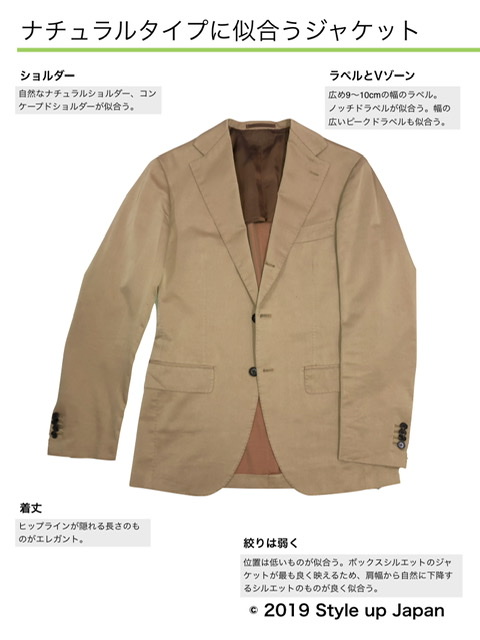 ナチュラルタイプに似合うジャケット
ショルダー
自然なナチュラルショルダー、コン
ケープドショルダーが似合う。
ラペルとVゾーン
広め9〜10cmの幅のラペル。
ノッチドラペルが似合う。幅の
広いピークドラペルも似合う。
着丈
ヒップラインが隠れる長さのも
のがエレガント。
絞りは弱く
位置は低いものが似合う。ボックスシルエットのジャ
ケットが最も良く映えるため、肩幅から自然に下降す
るシルエットのものが良く似合う。
© 2019 Style up Japan